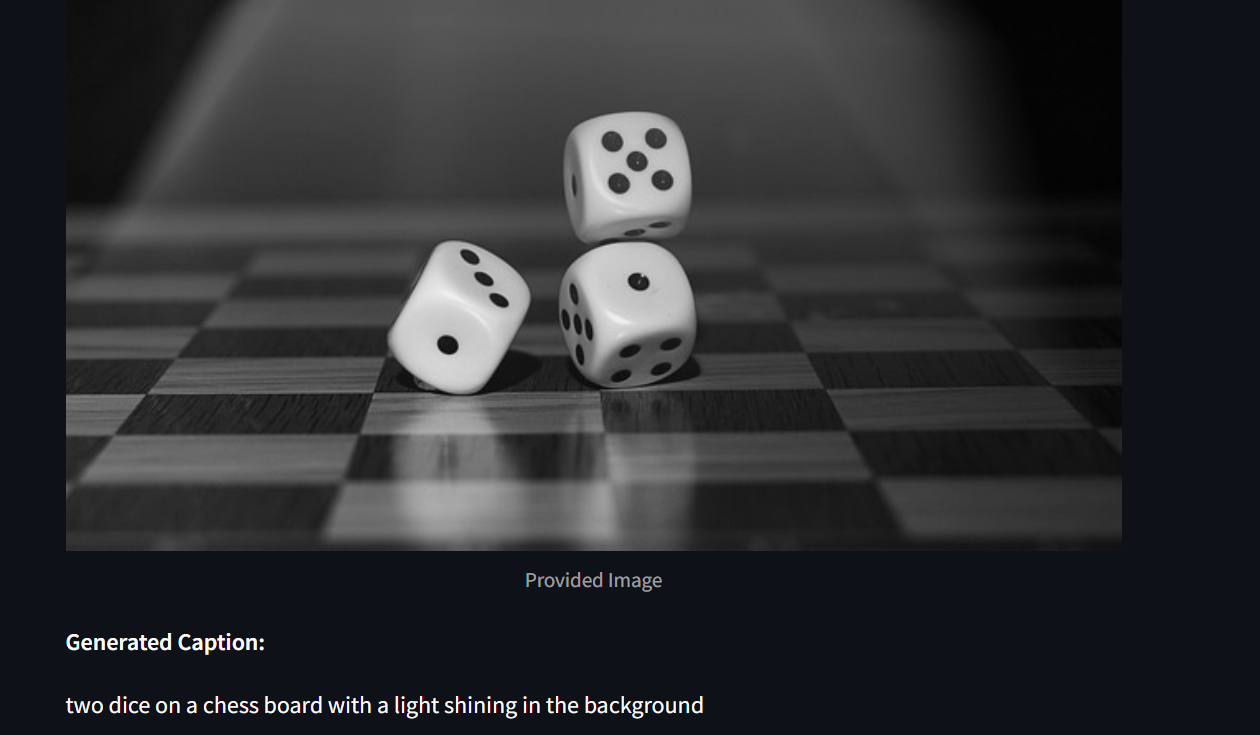 Provided Image
Generated Caption:
two dice on a chess board with a light shining in the background